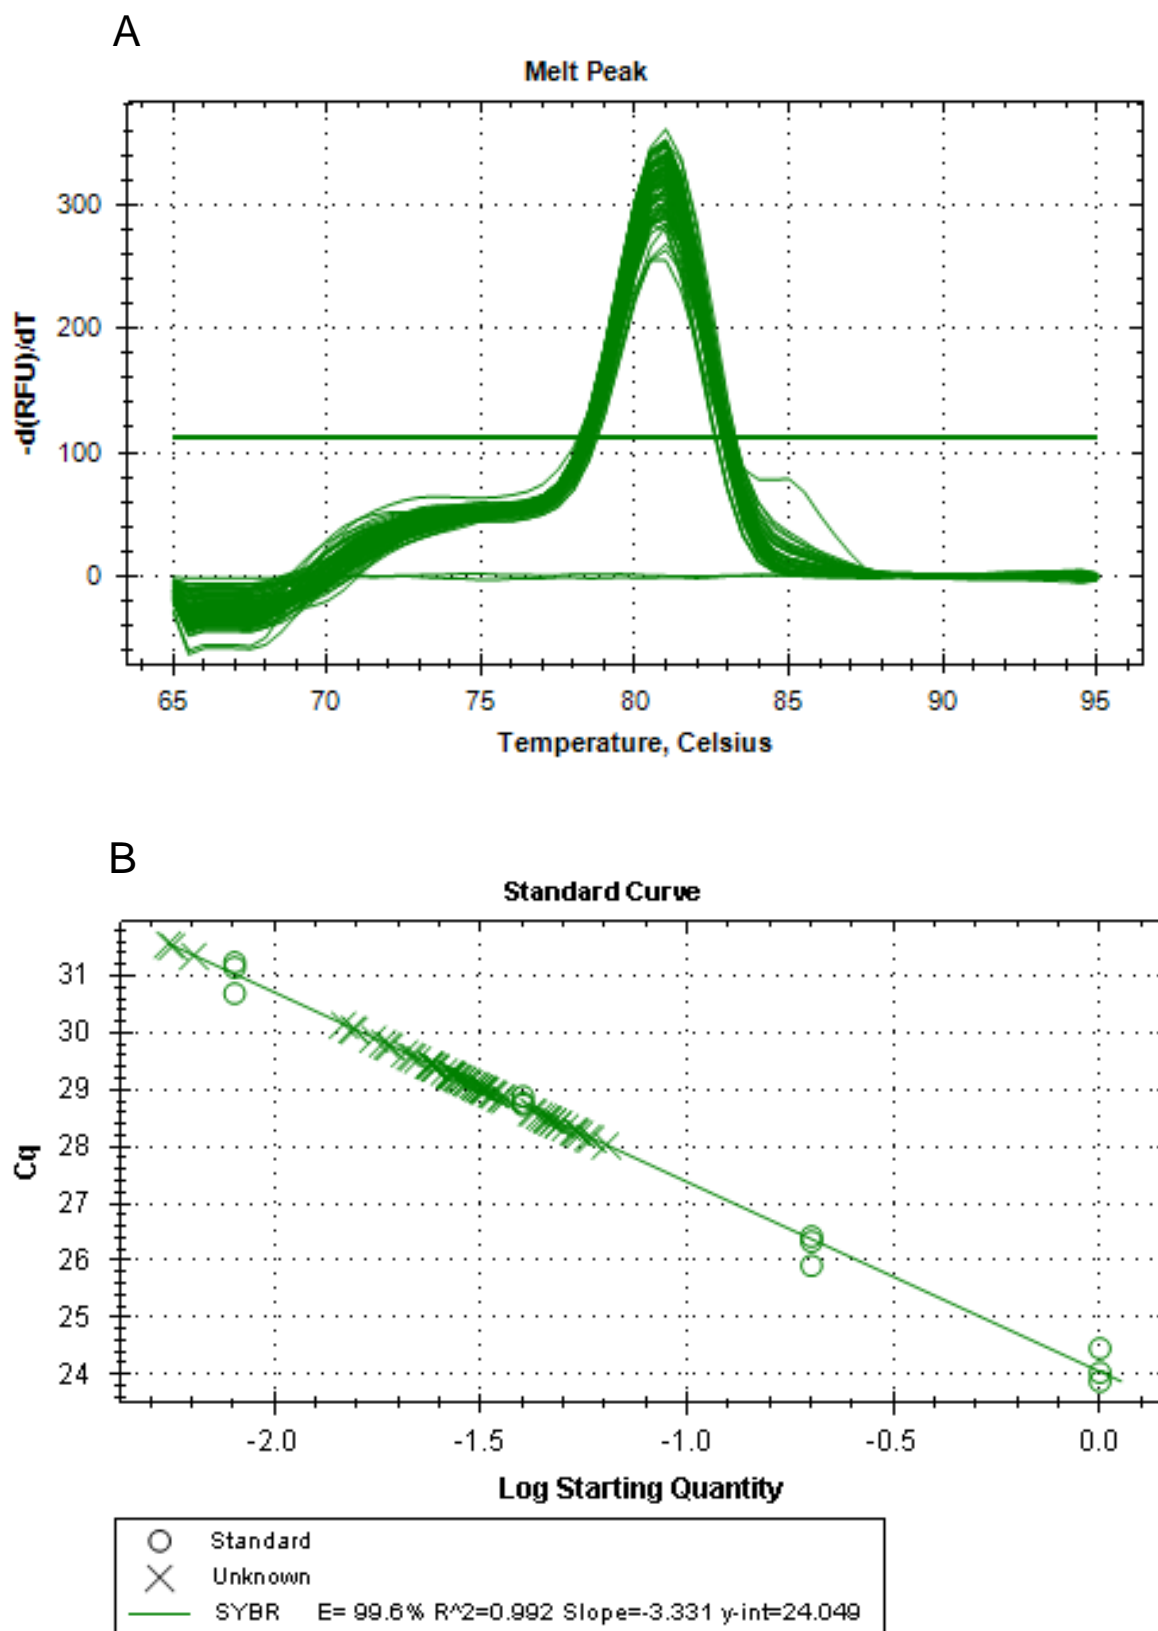 A
Melt Peak
300
200
100
0
-d(RFU)/dT
65 70 75 80 85 90 95
Temperature, Celsius
B
Standard Curve
31
30
29
28
27
26
25
24
Cq
-2.0 -1.5 -1.0 -0.5 0.0
Log Starting Quantity
Standard
Unknown
SYBR E= 99.6% R^2=0.992 Slope=-3.331 y-int=24.049